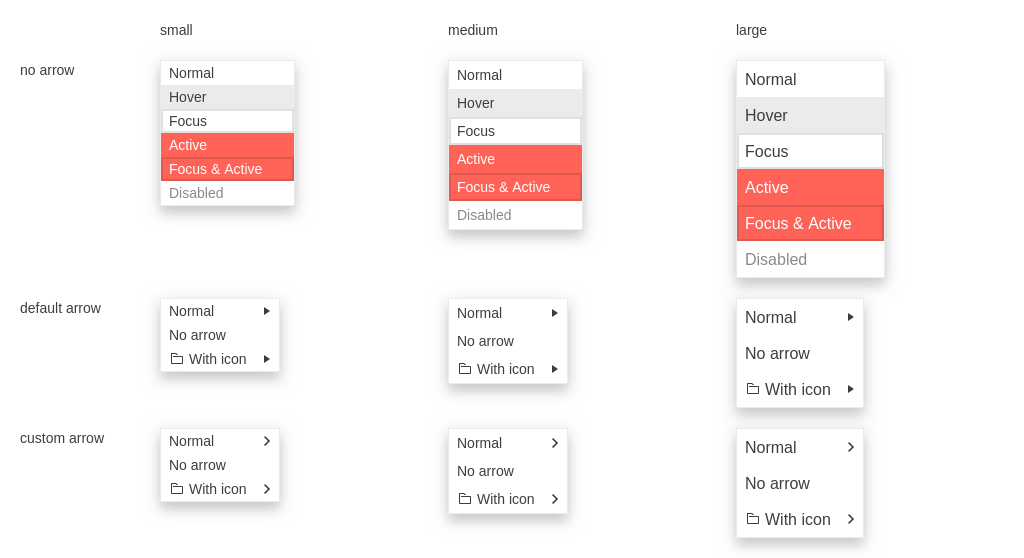 small medium large
no arrow
Normal Normal Normal
Hover Hover Hover
Focus Focus Focus
Active Active Active
Focus & Active Focus & Active Focus & Active
Disabled Disabled Disabled
default arrow
Normal Normal Normal
No arrow No arrow No arrow
With icon With icon With icon
custom arrow
Normal Normal Normal
No arrow No arrow No arrow
With icon With icon With icon